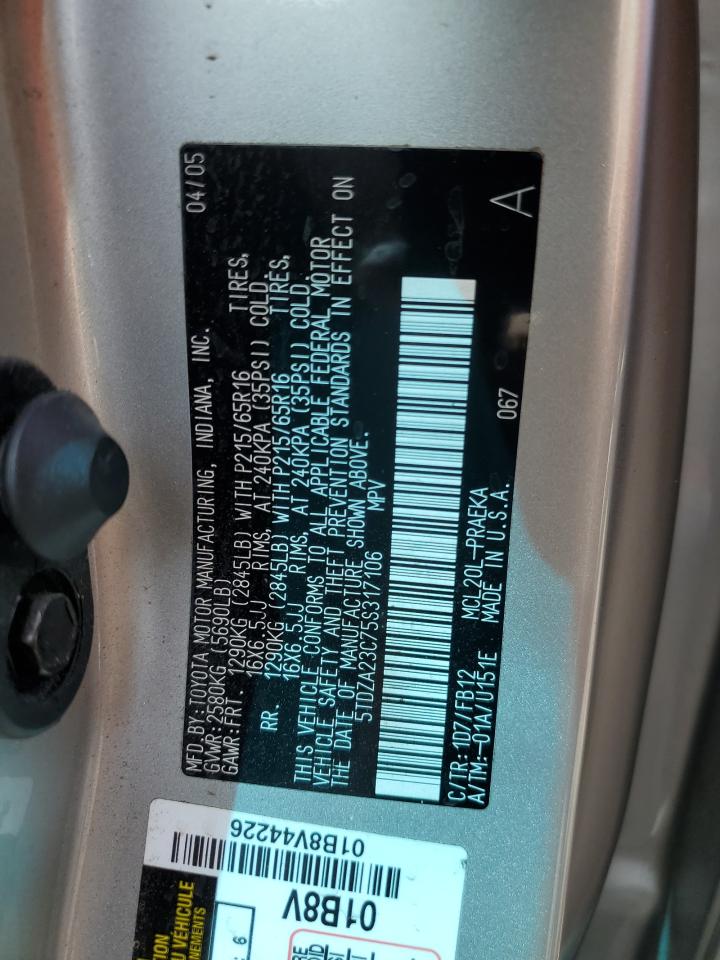 MFD.BY:TOYOTA MOTOR MANUFACTURING, INDIANA, INC. 04/05
GVWR:2580KG (5690LB)
GAWR:FRT. 1290KG (2845LB) WITH P215/65R16 TIRES,
16X6.5JJ RIMS, AT 240KPA (35PSI) COLD.
RR. 1290KG (2845LB) WITH P215/65R16 TIRES,
16X6.5JJ RIMS, AT 240KPA (35PSI) COLD.
THIS VEHICLE CONFORMS TO ALL APPLICABLE FEDERAL MOTOR
VEHICLE SAFETY AND THEFT PREVENTION STANDARDS IN EFFECT ON
THE DATE OF MANUFACTURE SHOWN ABOVE.
5TDZA23C75S317106 MPV
C/TR:1D7/FB12 MCL20L-PRAEKA
A/TM:-01A/U151E MADE IN U.S.A. 067 A
01B8V44226
01B8V
TION
U VÉHICULE
NEMENTS
: 6